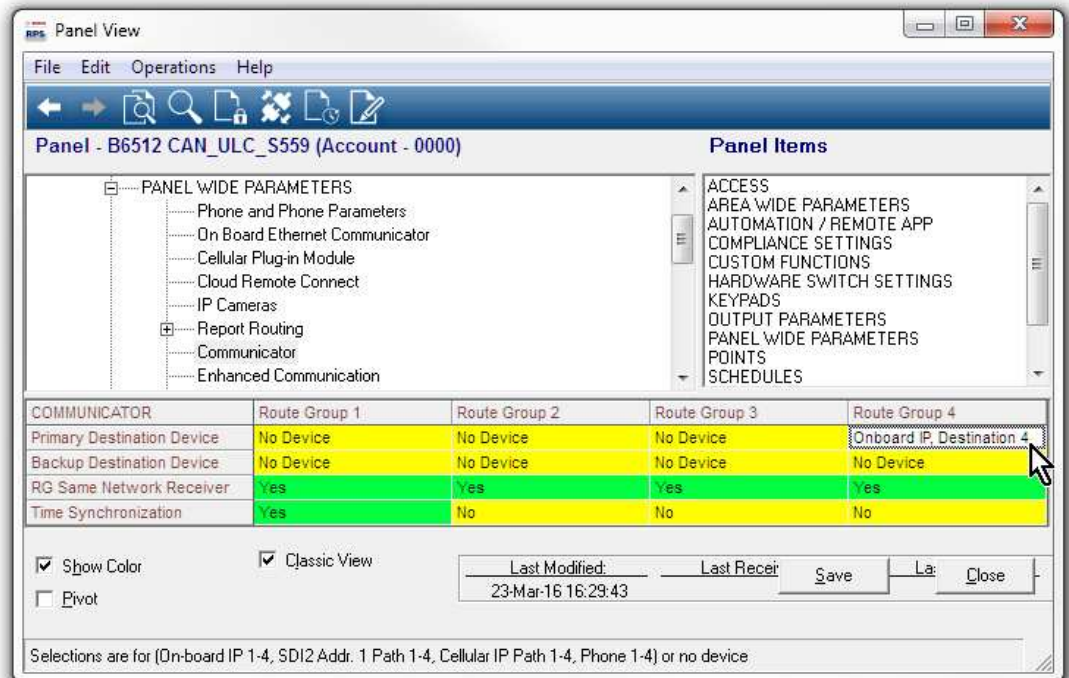 RPS Panel View
File Edit Operations Help
Panel - B6512 CAN_ULC_S559 (Account - 0000)
Panel Items
PANEL WIDE PARAMETERS
Phone and Phone Parameters
On Board Ethernet Communicator
Cellular Plug-in Module
Cloud Remote Connect
IP Cameras
Report Routing
Communicator
Enhanced Communication
ACCESS
AREA WIDE PARAMETERS
AUTOMATION / REMOTE APP
COMPLIANCE SETTINGS
CUSTOM FUNCTIONS
HARDWARE SWITCH SETTINGS
KEYPADS
OUTPUT PARAMETERS
PANEL WIDE PARAMETERS
POINTS
SCHEDULES
COMMUNICATOR Route Group 1 Route Group 2 Route Group 3 Route Group 4
Primary Destination Device No Device No Device No Device Onboard IP, Destination 4
Backup Destination Device No Device No Device No Device No Device
RG Same Network Receiver Yes Yes Yes Yes
Time Synchronization Yes No No No
Show Color
Classic View
Pivot
Last Modified: Last Recei La
23-Mar-16 16:29:43
Save
Close
Selections are for (On-board IP 1-4, SDI2 Addr. 1 Path 1-4, Cellular IP Path 1-4, Phone 1-4) or no device